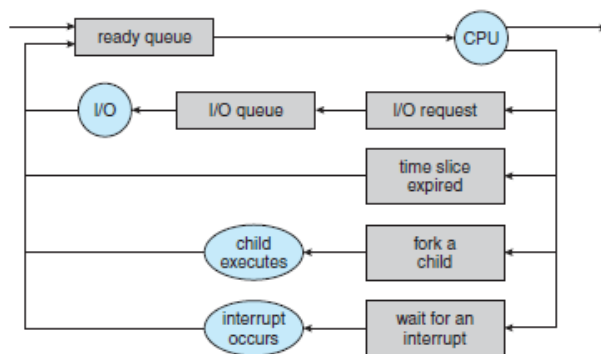 ready queue
CPU
I/O
I/O queue
I/O request
time slice
expired
child
executes
fork a
child
interrupt
occurs
wait for an
interrupt